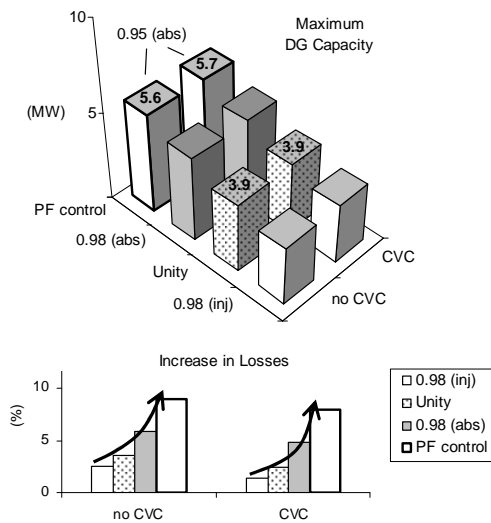 Maximum
DG Capacity
10
0.95 (abs)
5.7
5.6
5
(MW)
3.9
3.9
PF control
0.98 (abs)
Unity
0.98 (inj)
CVC
no CVC
Increase in Losses
10
5
0
(%)
no CVC
CVC
0.98 (inj)
Unity
0.98 (abs)
PF control